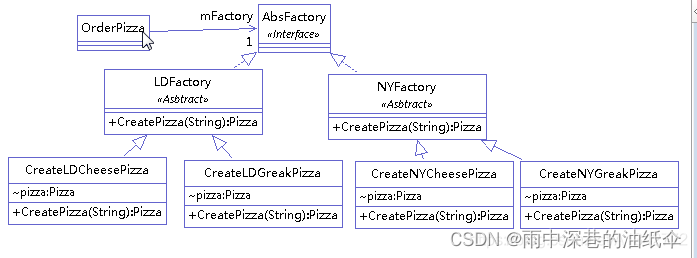 OrderPizza
mFactory
1
AbsFactory
«Interface»
LDFactory
«Asbtract»
+CreatePizza(String):Pizza
NYFactory
«Asbtract»
+CreatePizza(String):Pizza
CreateLDCheesePizza
~pizza:Pizza
+CreatePizza(String):Pizza
CreateLDGreakPizza
~pizza:Pizza
+CreatePizza(String):Pizza
CreateNYCheesePizza
~pizza:Pizza
+CreatePizza(String):Pizza
CreateNYGreakPizza
~pizza:Pizza
+CreatePizza(String):Pizza
CSDN @雨中深巷的油纸伞